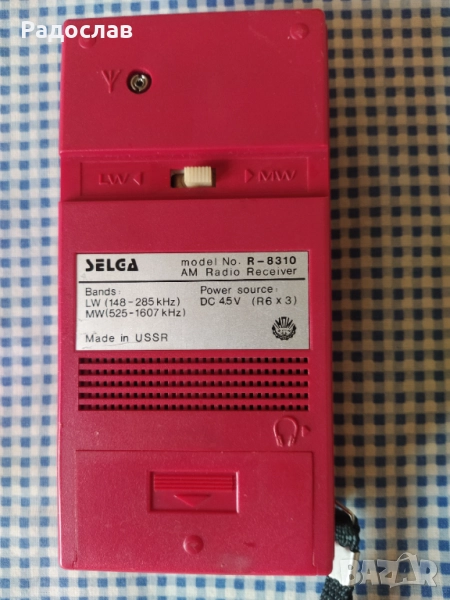 Радослав
LW MW
SELGA model No. R-8310
AM Radio Receiver
Bands: Power source:
LW (148-285 kHz) DC 4.5V (R6 x 3)
MW(525-1607 kHz)
Made in USSR
BAZAR